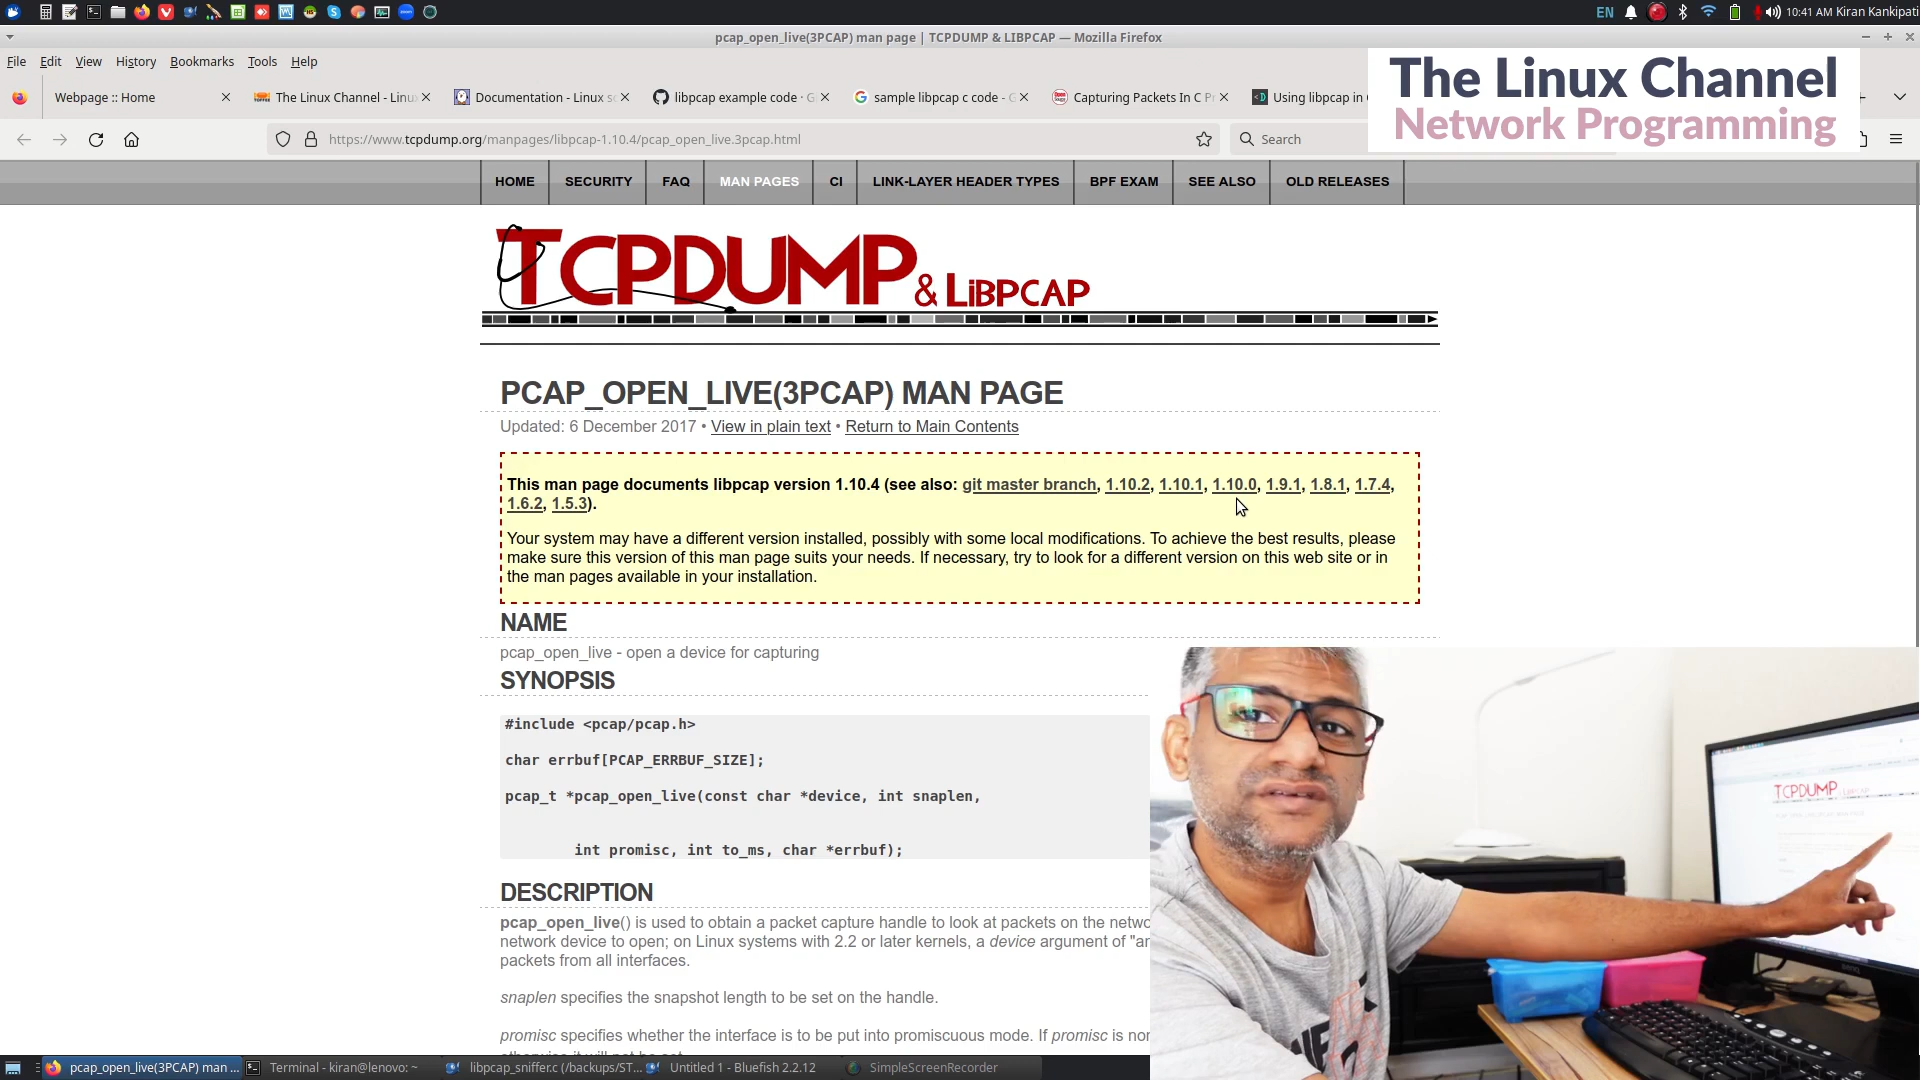 EN
10:41 AM Kiran Kankipati
pcap_open_live(3PCAP) man page | TCPDUMP & LIBPCAP — Mozilla Firefox
File Edit View History Bookmarks Tools Help
Webpage :: Home
The Linux Channel - Linu
Documentation - Linux s
libpcap example code · G
sample libpcap c code - G
Capturing Packets In C P
Using libpcap in
The Linux Channel
Network Programming
https://www.tcpdump.org/manpages/libpcap-1.10.4/pcap_open_live.3pcap.html
Search
HOME SECURITY FAQ MAN PAGES CI LINK-LAYER HEADER TYPES BPF EXAM SEE ALSO OLD RELEASES
TCPDUMP & LiBPCAP
PCAP_OPEN_LIVE(3PCAP) MAN PAGE
Updated: 6 December 2017 • View in plain text • Return to Main Contents
This man page documents libpcap version 1.10.4 (see also: git master branch, 1.10.2, 1.10.1, 1.10.0, 1.9.1, 1.8.1, 1.7.4,
1.6.2, 1.5.3).
Your system may have a different version installed, possibly with some local modifications. To achieve the best results, please
make sure this version of this man page suits your needs. If necessary, try to look for a different version on this web site or in
the man pages available in your installation.
NAME
pcap_open_live - open a device for capturing
SYNOPSIS
#include <pcap/pcap.h>
char errbuf[PCAP_ERRBUF_SIZE];
pcap_t *pcap_open_live(const char *device, int snaplen,
int promisc, int to_ms, char *errbuf);
DESCRIPTION
pcap_open_live() is used to obtain a packet capture handle to look at packets on the netwo
network device to open; on Linux systems with 2.2 or later kernels, a device argument of "an
packets from all interfaces.
snaplen specifies the snapshot length to be set on the handle.
promisc specifies whether the interface is to be put into promiscuous mode. If promisc is non
TCPDUMP
pcap_open_live(3PCAP) man ...
Terminal - kiran@lenovo: ~
libpcap_sniffer.c (/backups/ST...
Untitled 1 - Bluefish 2.2.12
SimpleScreenRecorder